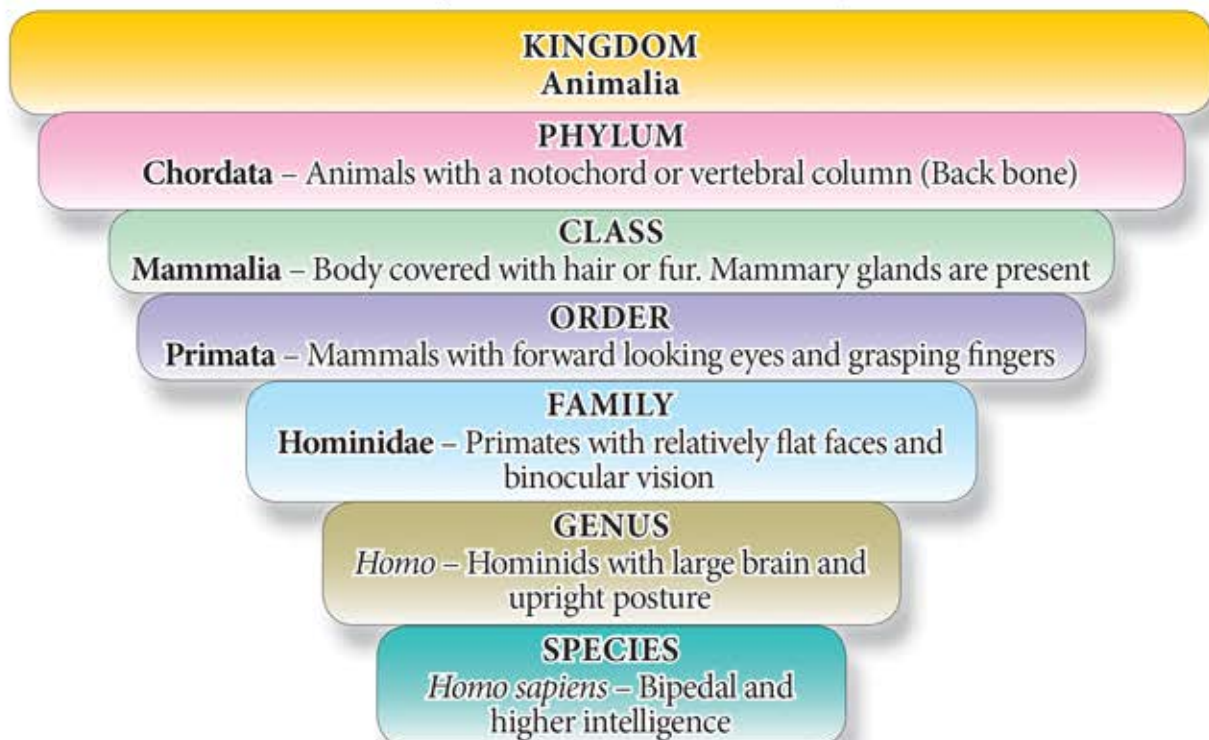 KINGDOM
Animalia
PHYLUM
Chordata – Animals with a notochord or vertebral column (Back bone)
CLASS
Mammalia – Body covered with hair or fur. Mammary glands are present
ORDER
Primata – Mammals with forward looking eyes and grasping fingers
FAMILY
Hominidae – Primates with relatively flat faces and
binocular vision
GENUS
Homo – Hominids with large brain and
upright posture
SPECIES
Homo sapiens – Bipedal and
higher intelligence